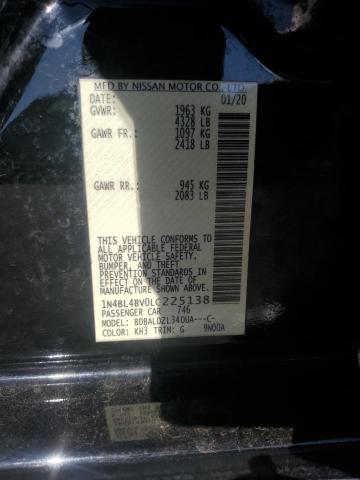 MFD BY NISSAN MOTOR CO., LTD.
DATE: 01/20
GVWR: 1963 KG
4328 LB
GAWR FR: 1097 KG
2418 LB
GAWR RR: 945 KG
2083 LB
THIS VEHICLE CONFORMS TO
ALL APPLICABLE FEDERAL
MOTOR VEHICLE SAFETY,
BUMPER, AND THEFT
PREVENTION STANDARDS
IN EFFECT ON THE DATE
OF MANUFACTURE SHOWN
ABOVE.
1N4BL4BV0LC225138
PASSENGER CAR 746
MODEL: BDBALDZL34DUA---C-
COLOR: KH3 TRIM: G 9N00A